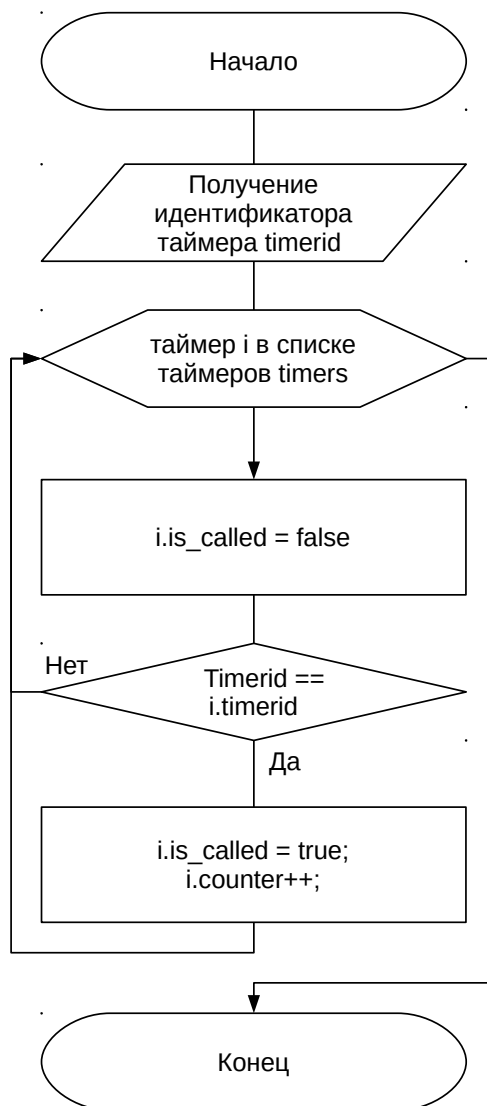 Начало
Получение
идентификатора
таймера timerid
таймер i в списке
таймеров timers
i.is_called = false
Нет
Timerid ==
i.timerid
Да
i.is_called = true;
i.counter++;
Конец